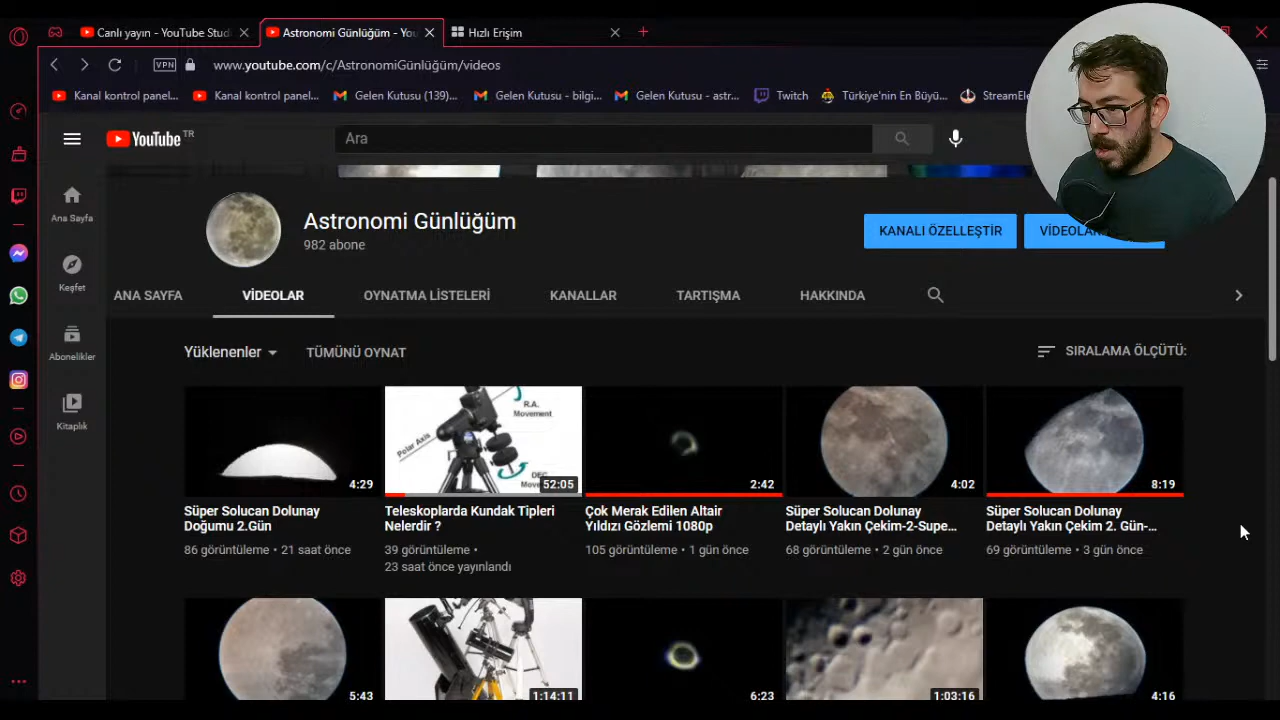 Canlı yayın - YouTube Stud
Astronomi Günlüğüm - You
Hızlı Erişim
VPN
www.youtube.com/c/AstronomiGünlüğüm/videos
Kanal kontrol panel...
Kanal kontrol panel...
Gelen Kutusu (139)...
Gelen Kutusu - bilgi...
Gelen Kutusu - astr...
Twitch
Türkiye'nin En Büyü...
StreamEle
YouTube TR
Ara
Ana Sayfa
Keşfet
Abonelikler
Kitaplık
Astronomi Günlüğüm
982 abone
KANALI ÖZELLEŞTİR
ANA SAYFA
VİDEOLAR
OYNATMA LİSTELERİ
KANALLAR
TARTIŞMA
HAKKINDA
Yüklenenler
TÜMÜNÜ OYNAT
SIRALAMA ÖLÇÜTÜ:
4:29
Süper Solucan Dolunay
Doğumu 2.Gün
86 görüntüleme • 21 saat önce
R.A.
Movement
Polar Axis
52:05
Teleskoplarda Kundak Tipleri
Nelerdir ?
39 görüntüleme •
23 saat önce yayınlandı
2:42
Çok Merak Edilen Altair
Yıldızı Gözlemi 1080p
105 görüntüleme • 1 gün önce
4:02
Süper Solucan Dolunay
Detaylı Yakın Çekim-2-Supe...
68 görüntüleme • 2 gün önce
8:19
Süper Solucan Dolunay
Detaylı Yakın Çekim 2. Gün-...
69 görüntüleme • 3 gün önce
5:43
1:14:11
6:23
1:03:16
4:16